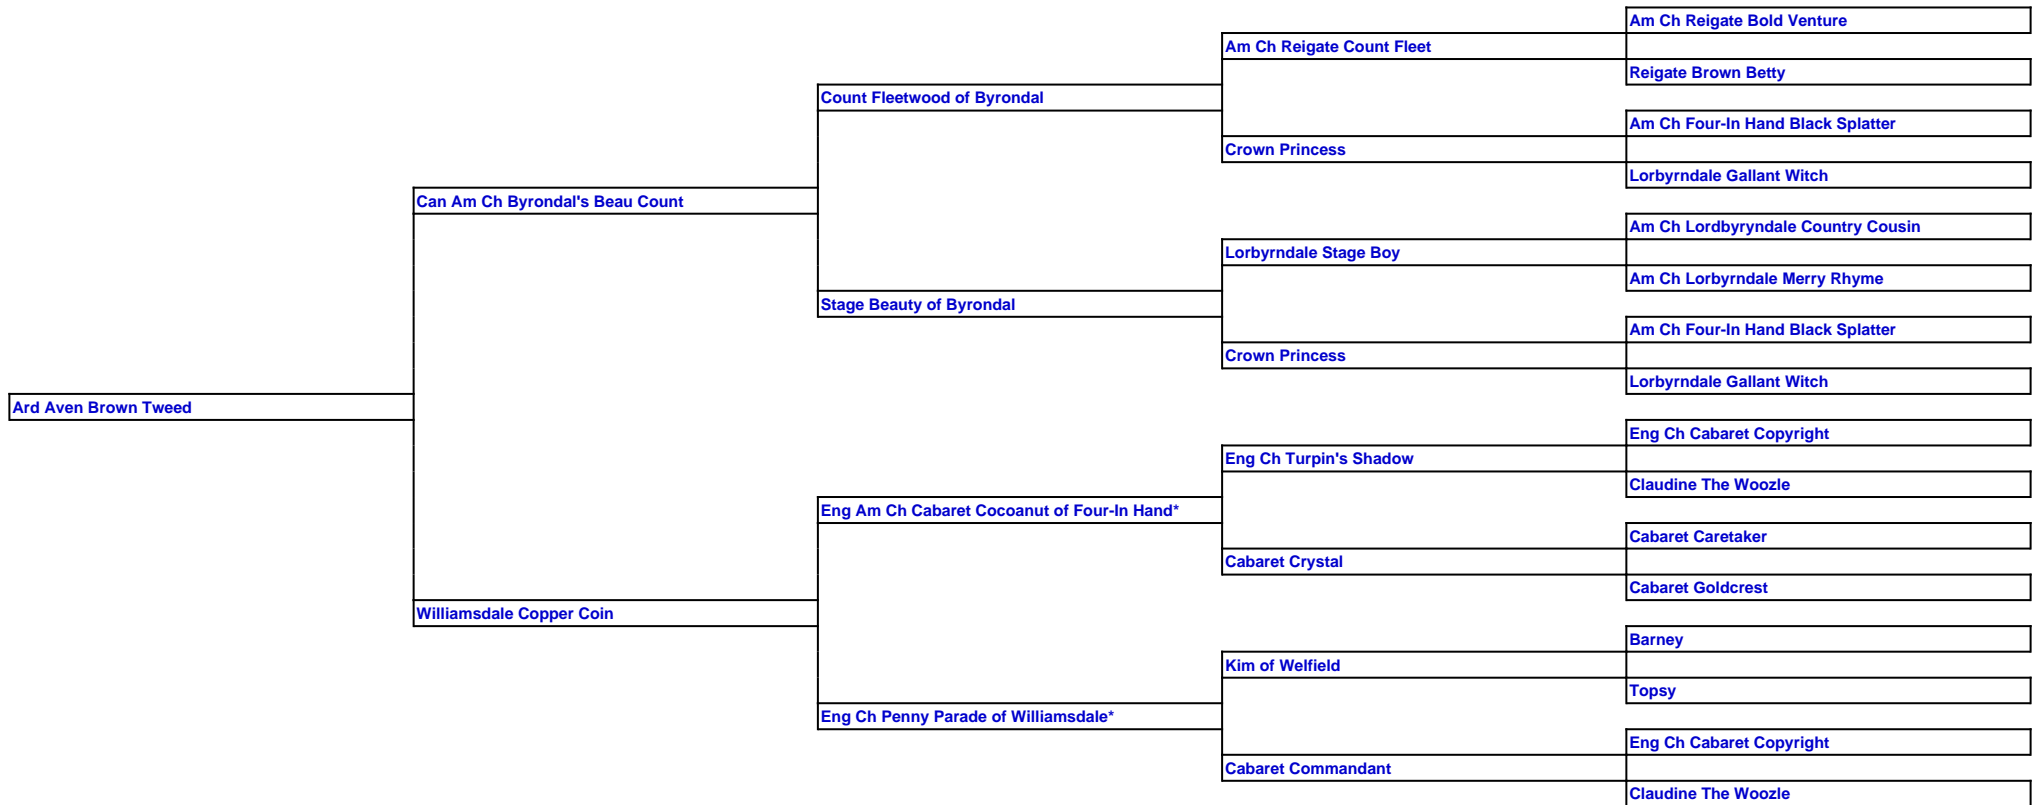 Am Ch Reigate Bold Venture
Am Ch Reigate Count Fleet
Reigate Brown Betty
Count Fleetwood of Byrondal
Am Ch Four-In Hand Black Splatter
Crown Princess
Lorbyrndale Gallant Witch
Can Am Ch Byrondal's Beau Count
Am Ch Lordbyryndale Country Cousin
Lorbyrndale Stage Boy
Am Ch Lorbyrndale Merry Rhyme
Stage Beauty of Byrondal
Am Ch Four-In Hand Black Splatter
Crown Princess
Lorbyrndale Gallant Witch
Ard Aven Brown Tweed
Eng Ch Cabaret Copyright
Eng Ch Turpin's Shadow
Claudine The Woozle
Eng Am Ch Cabaret Cocoanut of Four-In Hand*
Cabaret Caretaker
Cabaret Crystal
Cabaret Goldcrest
Williamsdale Copper Coin
Barney
Kim of Welfield
Topsy
Eng Ch Penny Parade of Williamsdale*
Eng Ch Cabaret Copyright
Cabaret Commandant
Claudine The Woozle